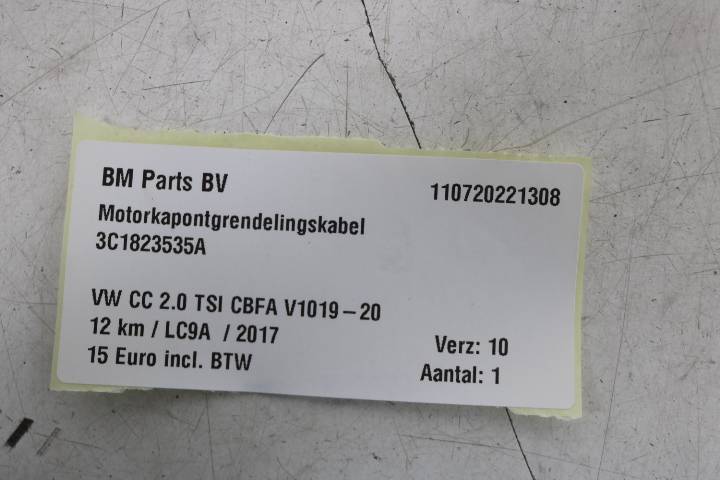 BM Parts BV 110720221308
Motorkapontgrendelingskabel
3C1823535A
VW CC 2.0 TSI CBFA V1019-20
12 km / LC9A / 2017 Verz: 10
15 Euro incl. BTW Aantal: 1